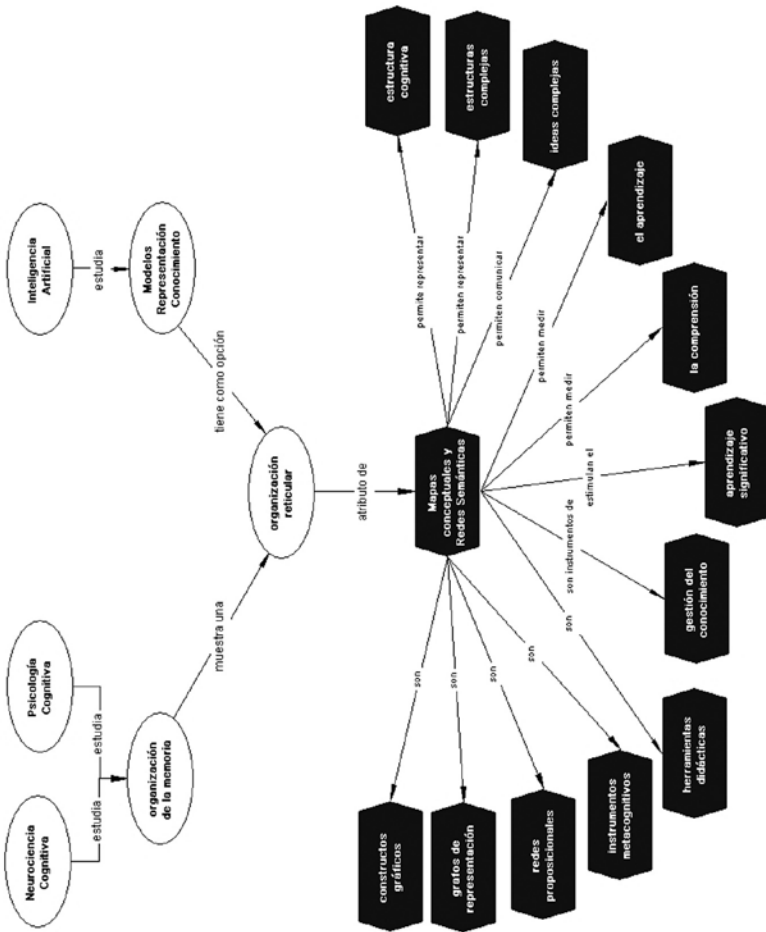 Neurociencia
Cognitiva
Psicología
Cognitiva
Inteligencia
Artificial
estudia
estudia
estudia
organización
de la memoria
Modelos
Representación
Conocimiento
muestra una
tiene como opción
organización
reticular
atributo de
Mapas
conceptuales y
Redes Semánticas
son
son
son
son
son
son instrumentos de
estimulan el
permiten medir
permiten medir
permiten comunicar
permiten representar
permite representar
constructos
gráficos
grafos de
representación
redes
proposicionales
instrumentos
metacognitivos
herramientas
didácticas
gestión del
conocimiento
aprendizaje
significativo
la comprensión
el aprendizaje
ideas complejas
estructuras
complejas
estructura
cognitiva